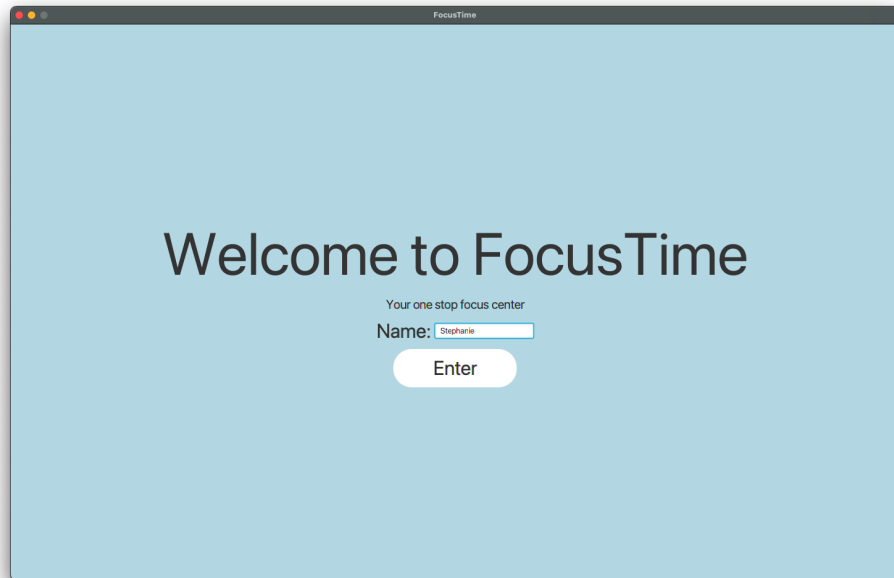 FocusTime
Welcome to FocusTime
Your one stop focus center
Name: Stephanie
Enter